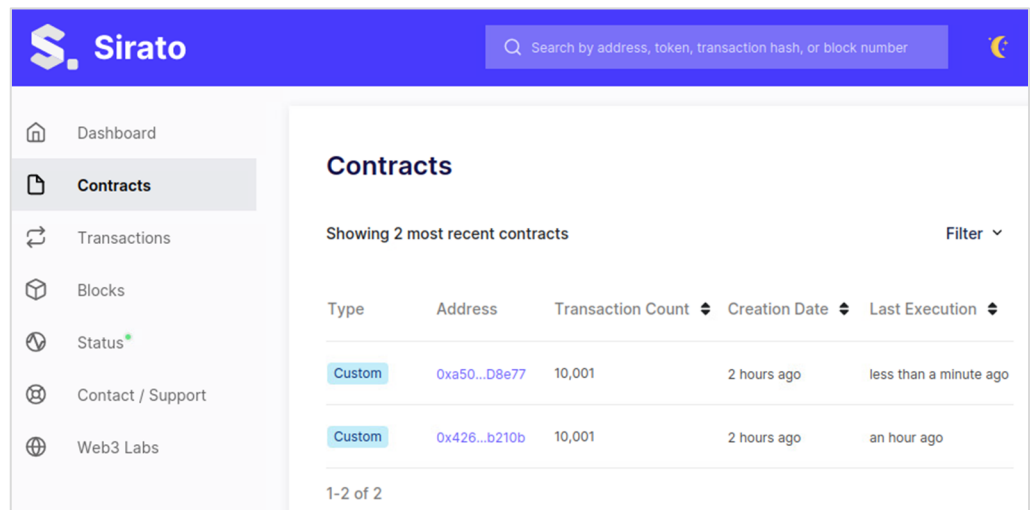 S. Sirato
Search by address, token, transaction hash, or block number
Dashboard
Contracts
Transactions
Blocks
Status
Contact / Support
Web3 Labs
Contracts
Showing 2 most recent contracts
Filter
Type Address Transaction Count Creation Date Last Execution
Custom 0xa50...D8e77 10,001 2 hours ago less than a minute ago
Custom 0x426...b210b 10,001 2 hours ago an hour ago
1-2 of 2